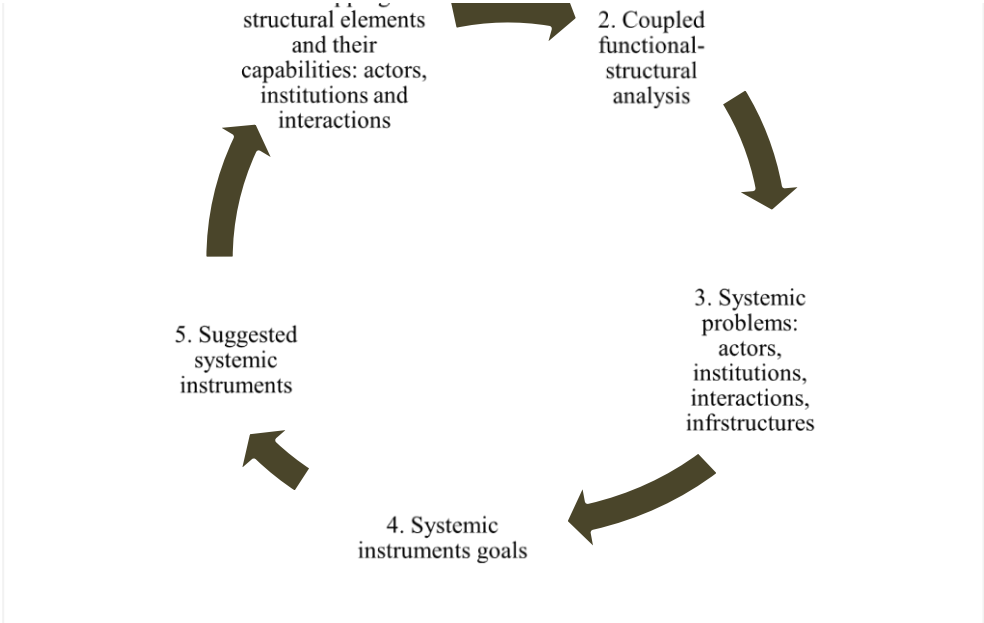 structural elements
and their
capabilities: actors,
institutions and
interactions
2. Coupled
functional-
structural
analysis
3. Systemic
problems:
actors,
institutions,
interactions,
infrstructures
4. Systemic
instruments goals
5. Suggested
systemic
instruments